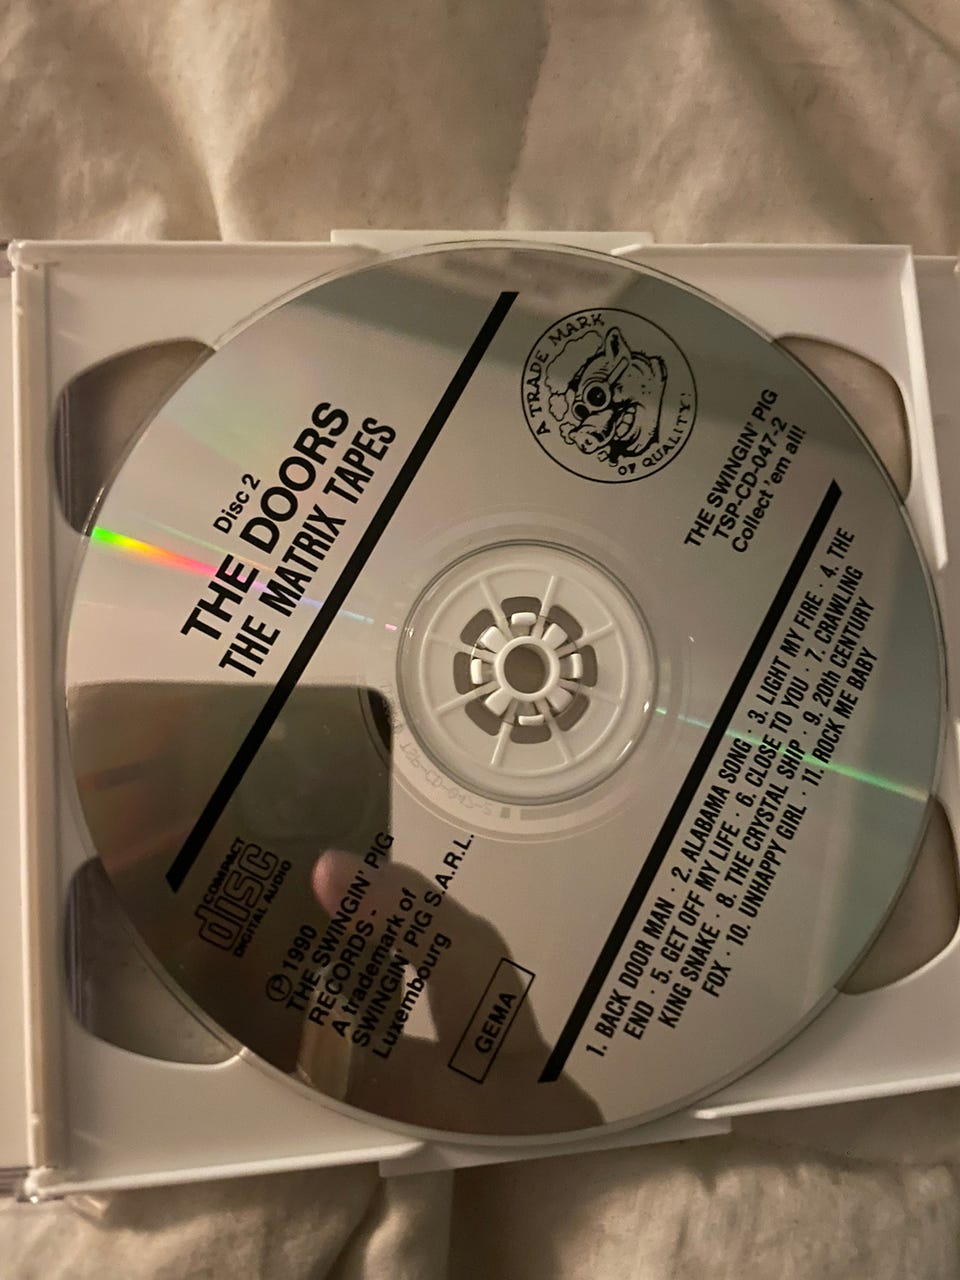 Disc 2
THE DOORS
THE MATRIX TAPES
A TRADE MARK
OF QUALITY!
THE SWINGIN' PIG
TSP-CD-047-2
Collect 'em all!
COMPACT
disc
DIGITAL AUDIO
℗ 1990
THE SWINGIN' PIG
RECORDS -
A trademark of
SWINGIN' PIG S.A.R.L.
Luxembourg
GEMA
1. BACK DOOR MAN · 2. ALABAMA SONG · 3. LIGHT MY FIRE · 4. THE
END · 5. GET OFF MY LIFE · 6. CLOSE TO YOU · 7. CRAWLING
KING SNAKE · 8. THE CRYSTAL SHIP · 9. 20th CENTURY
FOX · 10. UNHAPPY GIRL · 11. ROCK ME BABY